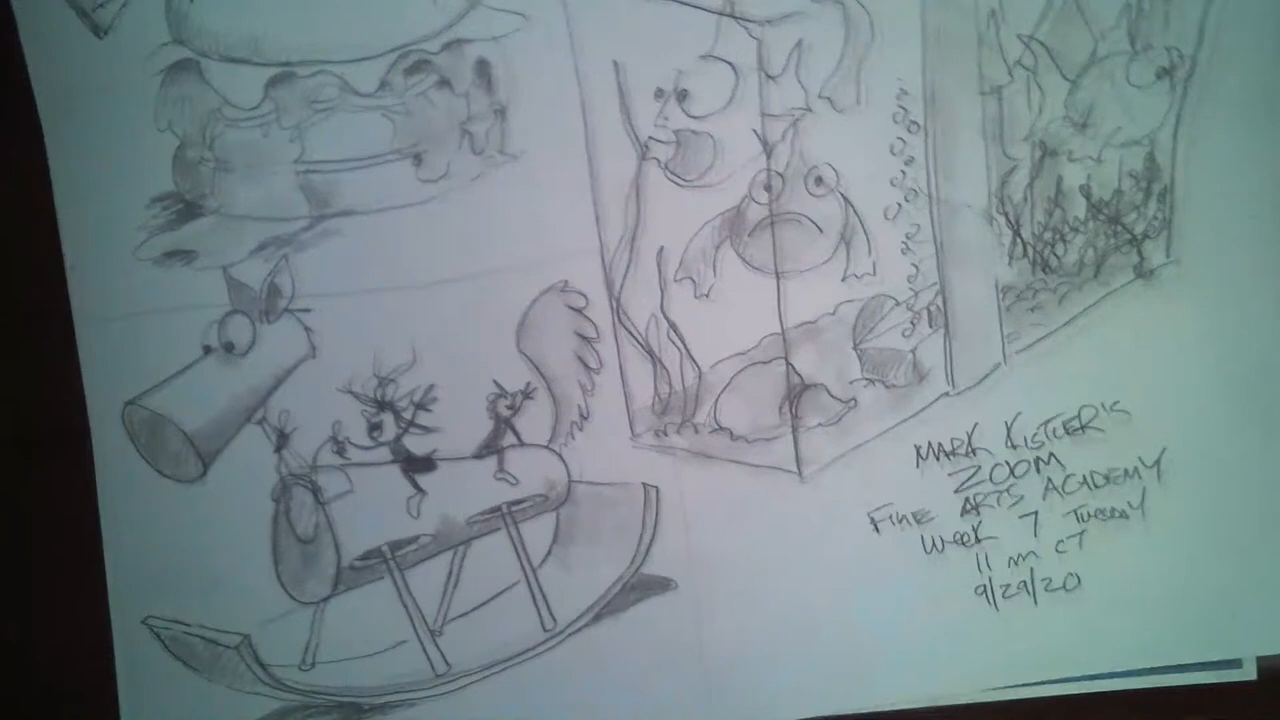 MARK KISTLER'S
ZOOM
FINE ARTS ACADEMY
WEEK 7 TUESDAY
11 am CT
9/29/20